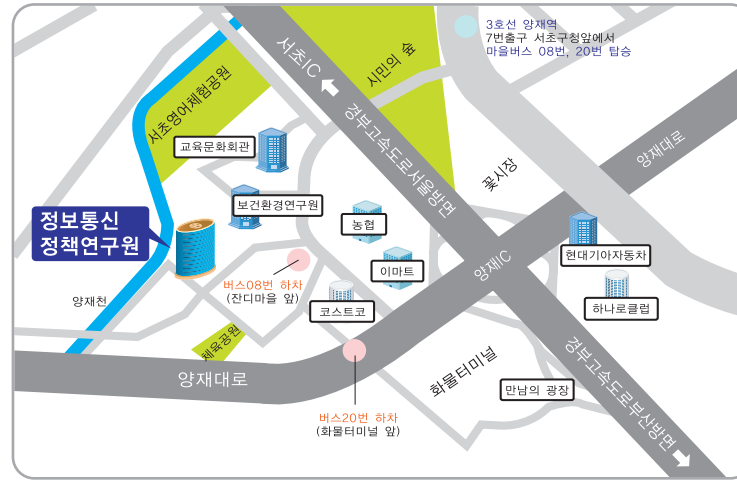 3호선 양재역
7번출구 서초구청앞에서
마을버스 08번, 20번 탑승
서초IC
시민의 숲
서초영어체험공원
경부고속도로서울방면
양재대로
교육문화회관
꽃시장
보건환경연구원
농협
정보통신
정책연구원
현대기아자동차
양재IC
이마트
버스08번 하차
(잔디마을 앞)
양재천
코스트코
하나로클럽
체육공원
양재대로
화물터미널
만남의 광장
경부고속도로부산방면
버스20번 하차
(화물터미널 앞)